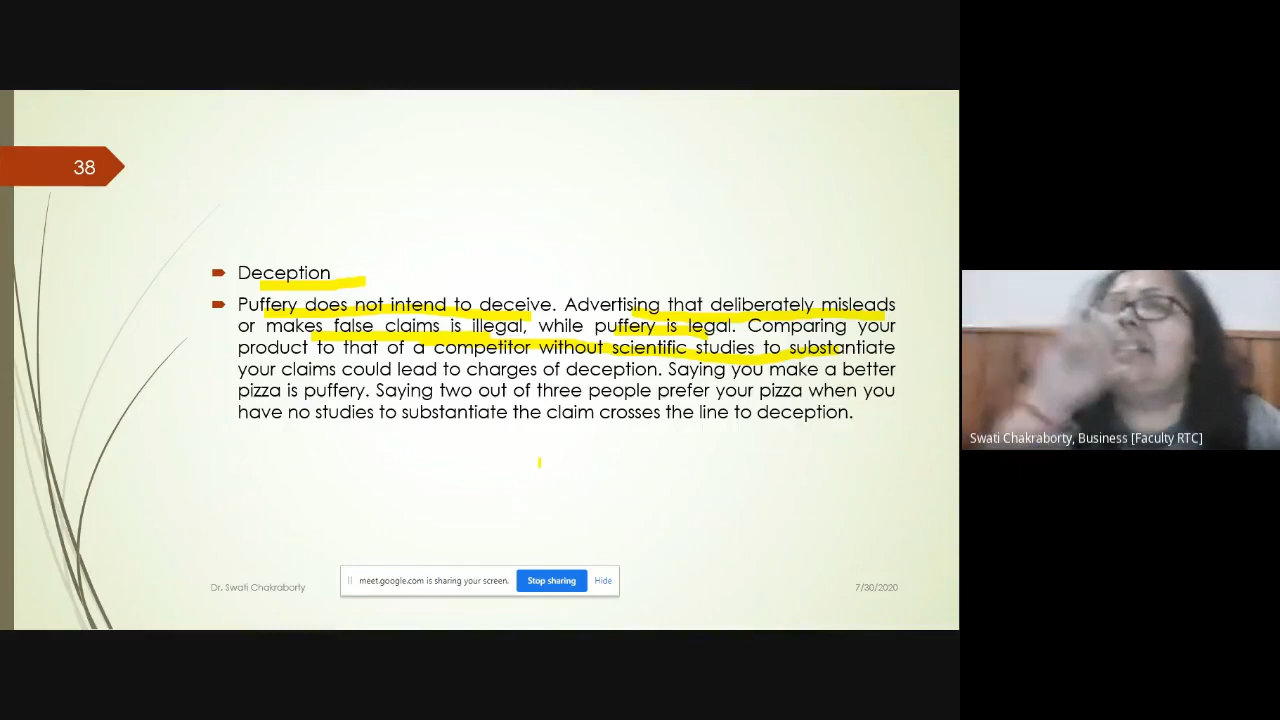 38
Deception
Puffery does not intend to deceive. Advertising that deliberately misleads
or makes false claims is illegal, while puffery is legal. Comparing your
product to that of a competitor without scientific studies to substantiate
your claims could lead to charges of deception. Saying you make a better
pizza is puffery. Saying two out of three people prefer your pizza when you
have no studies to substantiate the claim crosses the line to deception.
Swati Chakraborty, Business [Faculty RTC]
meet.google.com is sharing your screen.
Stop sharing
Hide
Dr. Swati Chakraborty
7/30/2020